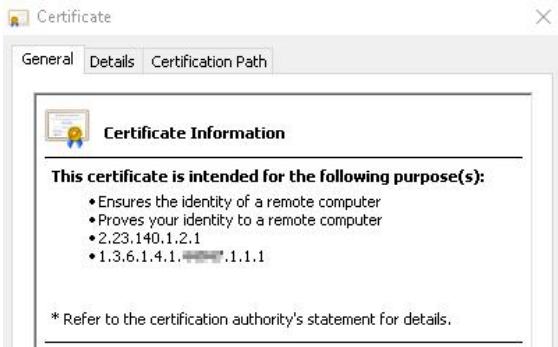 Certificate
General Details Certification Path
Certificate Information
This certificate is intended for the following purpose(s):
• Ensures the identity of a remote computer
• Proves your identity to a remote computer
• 2.23.140.1.2.1
• 1.3.6.1.4.1. .1.1.1
* Refer to the certification authority's statement for details.